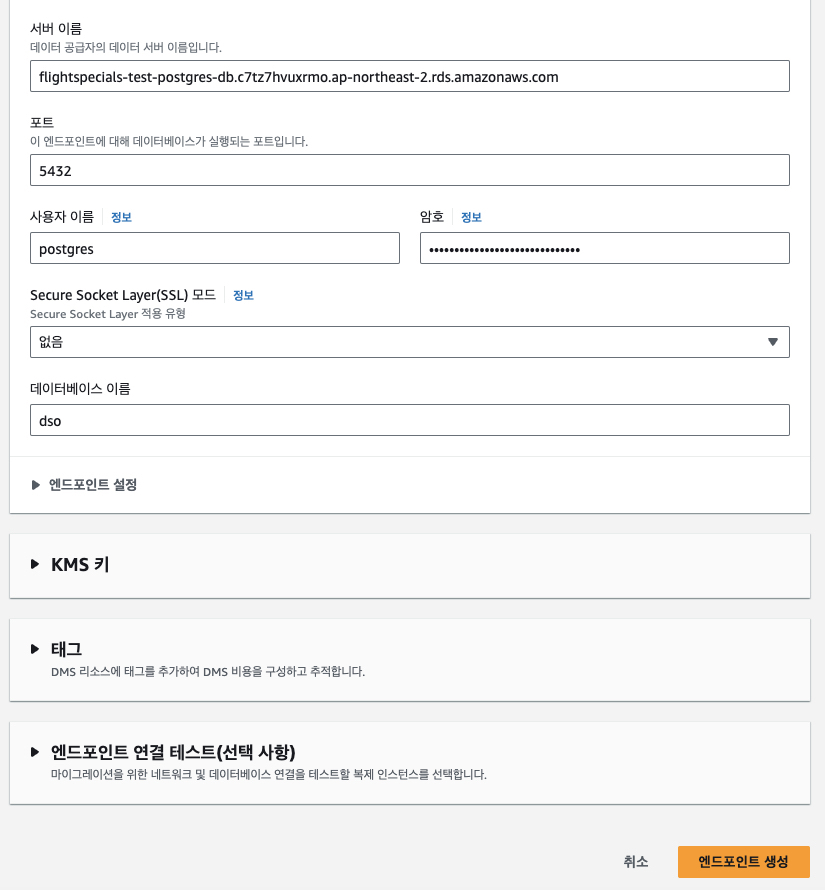 서버 이름
데이터 공급자의 데이터 서버 이름입니다.
flightspecials-test-postgres-db.c7tz7hvuxrmo.ap-northeast-2.rds.amazonaws.com
포트
이 엔드포인트에 대해 데이터베이스가 실행되는 포트입니다.
5432
사용자 이름 정보 암호 정보
postgres ••••••••••••••••••••••••••••••
Secure Socket Layer(SSL) 모드 정보
Secure Socket Layer 적용 유형
없음
데이터베이스 이름
dso
엔드포인트 설정
KMS 키
태그
DMS 리소스에 태그를 추가하여 DMS 비용을 구성하고 추적합니다.
엔드포인트 연결 테스트(선택 사항)
마이그레이션을 위한 네트워크 및 데이터베이스 연결을 테스트할 복제 인스턴스를 선택합니다.
취소 엔드포인트 생성